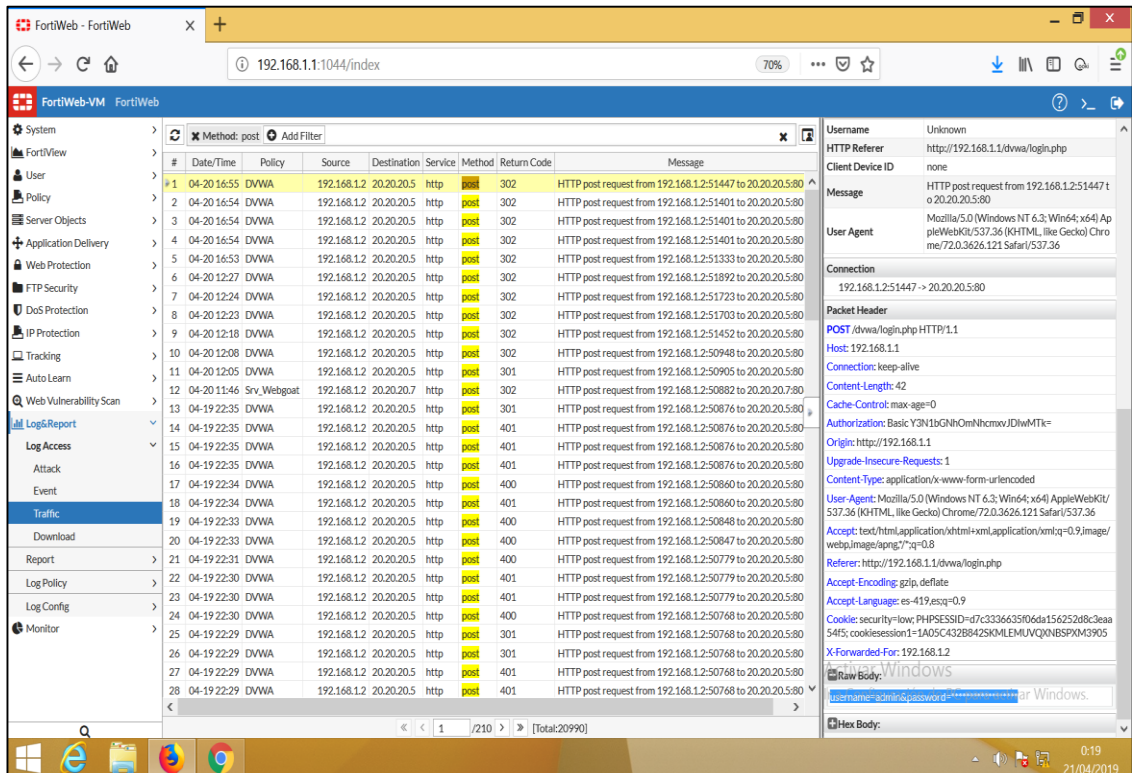 FortiWeb - FortiWeb
192.168.1.1:1044/index
70%
FortiWeb-VM FortiWeb
System
FortiView
User
Policy
Server Objects
Application Delivery
Web Protection
FTP Security
DoS Protection
IP Protection
Tracking
Auto Learn
Web Vulnerability Scan
Log&Report
Log Access
Attack
Event
Traffic
Download
Report
Log Policy
Log Config
Monitor
Method: post Add Filter
# Date/Time Policy Source Destination Service Method Return Code Message
1 04-20 16:55 DVWA 192.168.1.2 20.20.20.5 http post 302 HTTP post request from 192.168.1.2:51447 to 20.20.20.5:80
2 04-20 16:54 DVWA 192.168.1.2 20.20.20.5 http post 302 HTTP post request from 192.168.1.2:51401 to 20.20.20.5:80
3 04-20 16:54 DVWA 192.168.1.2 20.20.20.5 http post 302 HTTP post request from 192.168.1.2:51401 to 20.20.20.5:80
4 04-20 16:54 DVWA 192.168.1.2 20.20.20.5 http post 302 HTTP post request from 192.168.1.2:51401 to 20.20.20.5:80
5 04-20 16:53 DVWA 192.168.1.2 20.20.20.5 http post 302 HTTP post request from 192.168.1.2:51333 to 20.20.20.5:80
6 04-20 12:27 DVWA 192.168.1.2 20.20.20.5 http post 302 HTTP post request from 192.168.1.2:51892 to 20.20.20.5:80
7 04-20 12:24 DVWA 192.168.1.2 20.20.20.5 http post 302 HTTP post request from 192.168.1.2:51723 to 20.20.20.5:80
8 04-20 12:23 DVWA 192.168.1.2 20.20.20.5 http post 302 HTTP post request from 192.168.1.2:51703 to 20.20.20.5:80
9 04-20 12:18 DVWA 192.168.1.2 20.20.20.5 http post 302 HTTP post request from 192.168.1.2:51452 to 20.20.20.5:80
10 04-20 12:08 DVWA 192.168.1.2 20.20.20.5 http post 302 HTTP post request from 192.168.1.2:50948 to 20.20.20.5:80
11 04-20 12:05 DVWA 192.168.1.2 20.20.20.5 http post 301 HTTP post request from 192.168.1.2:50905 to 20.20.20.5:80
12 04-20 11:46 Srv_Webgoat 192.168.1.2 20.20.20.7 http post 302 HTTP post request from 192.168.1.2:50882 to 20.20.20.7:80
13 04-19 22:35 DVWA 192.168.1.2 20.20.20.5 http post 301 HTTP post request from 192.168.1.2:50876 to 20.20.20.5:80
14 04-19 22:35 DVWA 192.168.1.2 20.20.20.5 http post 401 HTTP post request from 192.168.1.2:50876 to 20.20.20.5:80
15 04-19 22:35 DVWA 192.168.1.2 20.20.20.5 http post 401 HTTP post request from 192.168.1.2:50876 to 20.20.20.5:80
16 04-19 22:35 DVWA 192.168.1.2 20.20.20.5 http post 401 HTTP post request from 192.168.1.2:50876 to 20.20.20.5:80
17 04-19 22:34 DVWA 192.168.1.2 20.20.20.5 http post 400 HTTP post request from 192.168.1.2:50860 to 20.20.20.5:80
18 04-19 22:34 DVWA 192.168.1.2 20.20.20.5 http post 401 HTTP post request from 192.168.1.2:50860 to 20.20.20.5:80
19 04-19 22:33 DVWA 192.168.1.2 20.20.20.5 http post 400 HTTP post request from 192.168.1.2:50848 to 20.20.20.5:80
20 04-19 22:33 DVWA 192.168.1.2 20.20.20.5 http post 400 HTTP post request from 192.168.1.2:50847 to 20.20.20.5:80
21 04-19 22:31 DVWA 192.168.1.2 20.20.20.5 http post 400 HTTP post request from 192.168.1.2:50779 to 20.20.20.5:80
22 04-19 22:30 DVWA 192.168.1.2 20.20.20.5 http post 401 HTTP post request from 192.168.1.2:50779 to 20.20.20.5:80
23 04-19 22:30 DVWA 192.168.1.2 20.20.20.5 http post 401 HTTP post request from 192.168.1.2:50779 to 20.20.20.5:80
24 04-19 22:30 DVWA 192.168.1.2 20.20.20.5 http post 400 HTTP post request from 192.168.1.2:50768 to 20.20.20.5:80
25 04-19 22:29 DVWA 192.168.1.2 20.20.20.5 http post 301 HTTP post request from 192.168.1.2:50768 to 20.20.20.5:80
26 04-19 22:29 DVWA 192.168.1.2 20.20.20.5 http post 301 HTTP post request from 192.168.1.2:50768 to 20.20.20.5:80
27 04-19 22:29 DVWA 192.168.1.2 20.20.20.5 http post 401 HTTP post request from 192.168.1.2:50768 to 20.20.20.5:80
28 04-19 22:29 DVWA 192.168.1.2 20.20.20.5 http post 401 HTTP post request from 192.168.1.2:50768 to 20.20.20.5:80
1 /210 [Total:20990]
Username Unknown
HTTP Referer http://192.168.1.1/dvwa/login.php
Client Device ID none
Message HTTP post request from 192.168.1.2:51447 t
o 20.20.20.5:80
User Agent Mozilla/5.0 (Windows NT 6.3; Win64; x64) Ap
pleWebKit/537.36 (KHTML, like Gecko) Chro
me/72.0.3626.121 Safari/537.36
Connection
192.168.1.2:51447 -> 20.20.20.5:80
Packet Header
POST /dvwa/login.php HTTP/1.1
Host: 192.168.1.1
Connection: keep-alive
Content-Length: 42
Cache-Control: max-age=0
Authorization: Basic Y3N1bGNhOmNhcmxvJDIwMTk=
Origin: http://192.168.1.1
Upgrade-Insecure-Requests: 1
Content-Type: application/x-www-form-urlencoded
User-Agent: Mozilla/5.0 (Windows NT 6.3; Win64; x64) AppleWebKit/
537.36 (KHTML, like Gecko) Chrome/72.0.3626.121 Safari/537.36
Accept: text/html,application/xhtml+xml,application/xml;q=0.9,image/
webp,image/apng,*/*;q=0.8
Referer: http://192.168.1.1/dvwa/login.php
Accept-Encoding: gzip, deflate
Accept-Language: es-419,es;q=0.9
Cookie: security=low; PHPSESSID=d7c3336635f06da156252d8c3eaa
54f5; cookiesession1=1A05C432B842SKMLEMUVQXNBSPXM3905
X-Forwarded-For: 192.168.1.2
Activar Windows
Raw Body:
username=admin&password=
ar Windows.
Hex Body:
0:19
21/04/2019